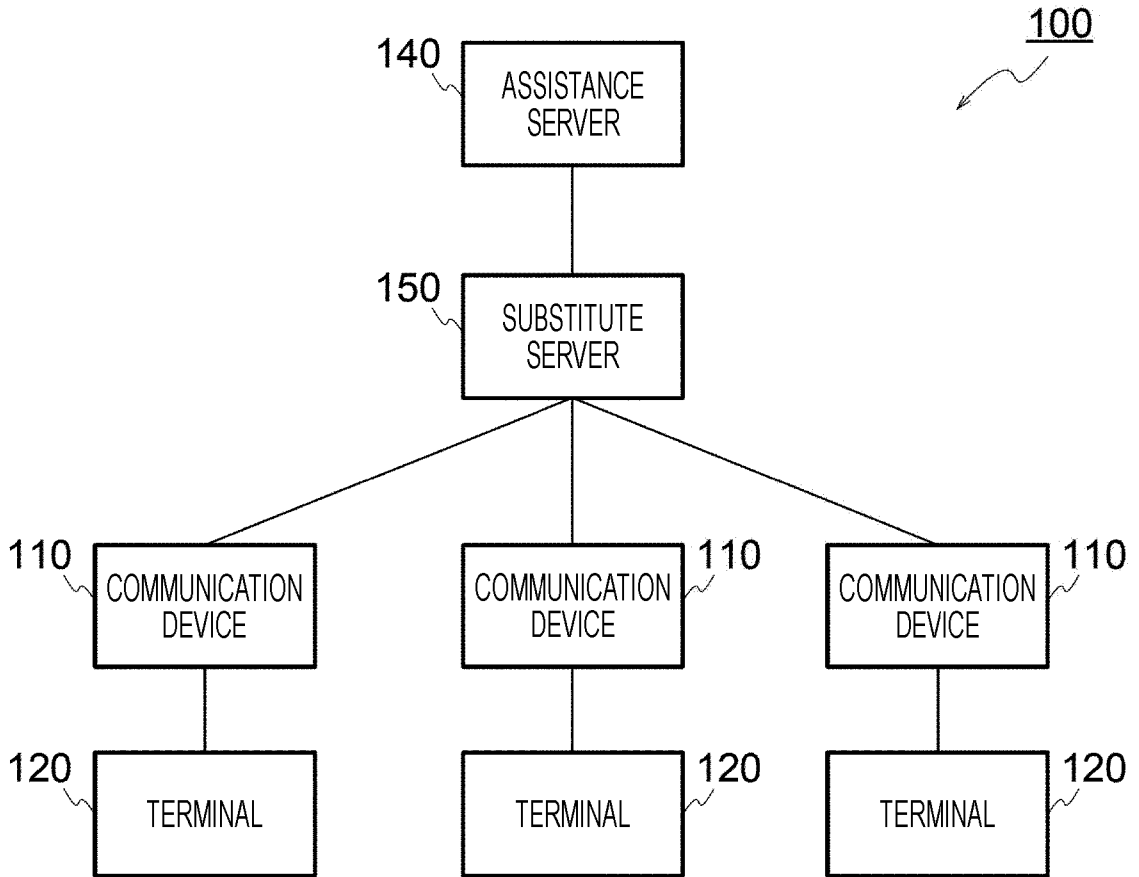 100
140
ASSISTANCE
SERVER
150
SUBSTITUTE
SERVER
110
COMMUNICATION
DEVICE
COMMUNICATION
DEVICE
110
COMMUNICATION
DEVICE
110
120
TERMINAL
TERMINAL
120
TERMINAL
120